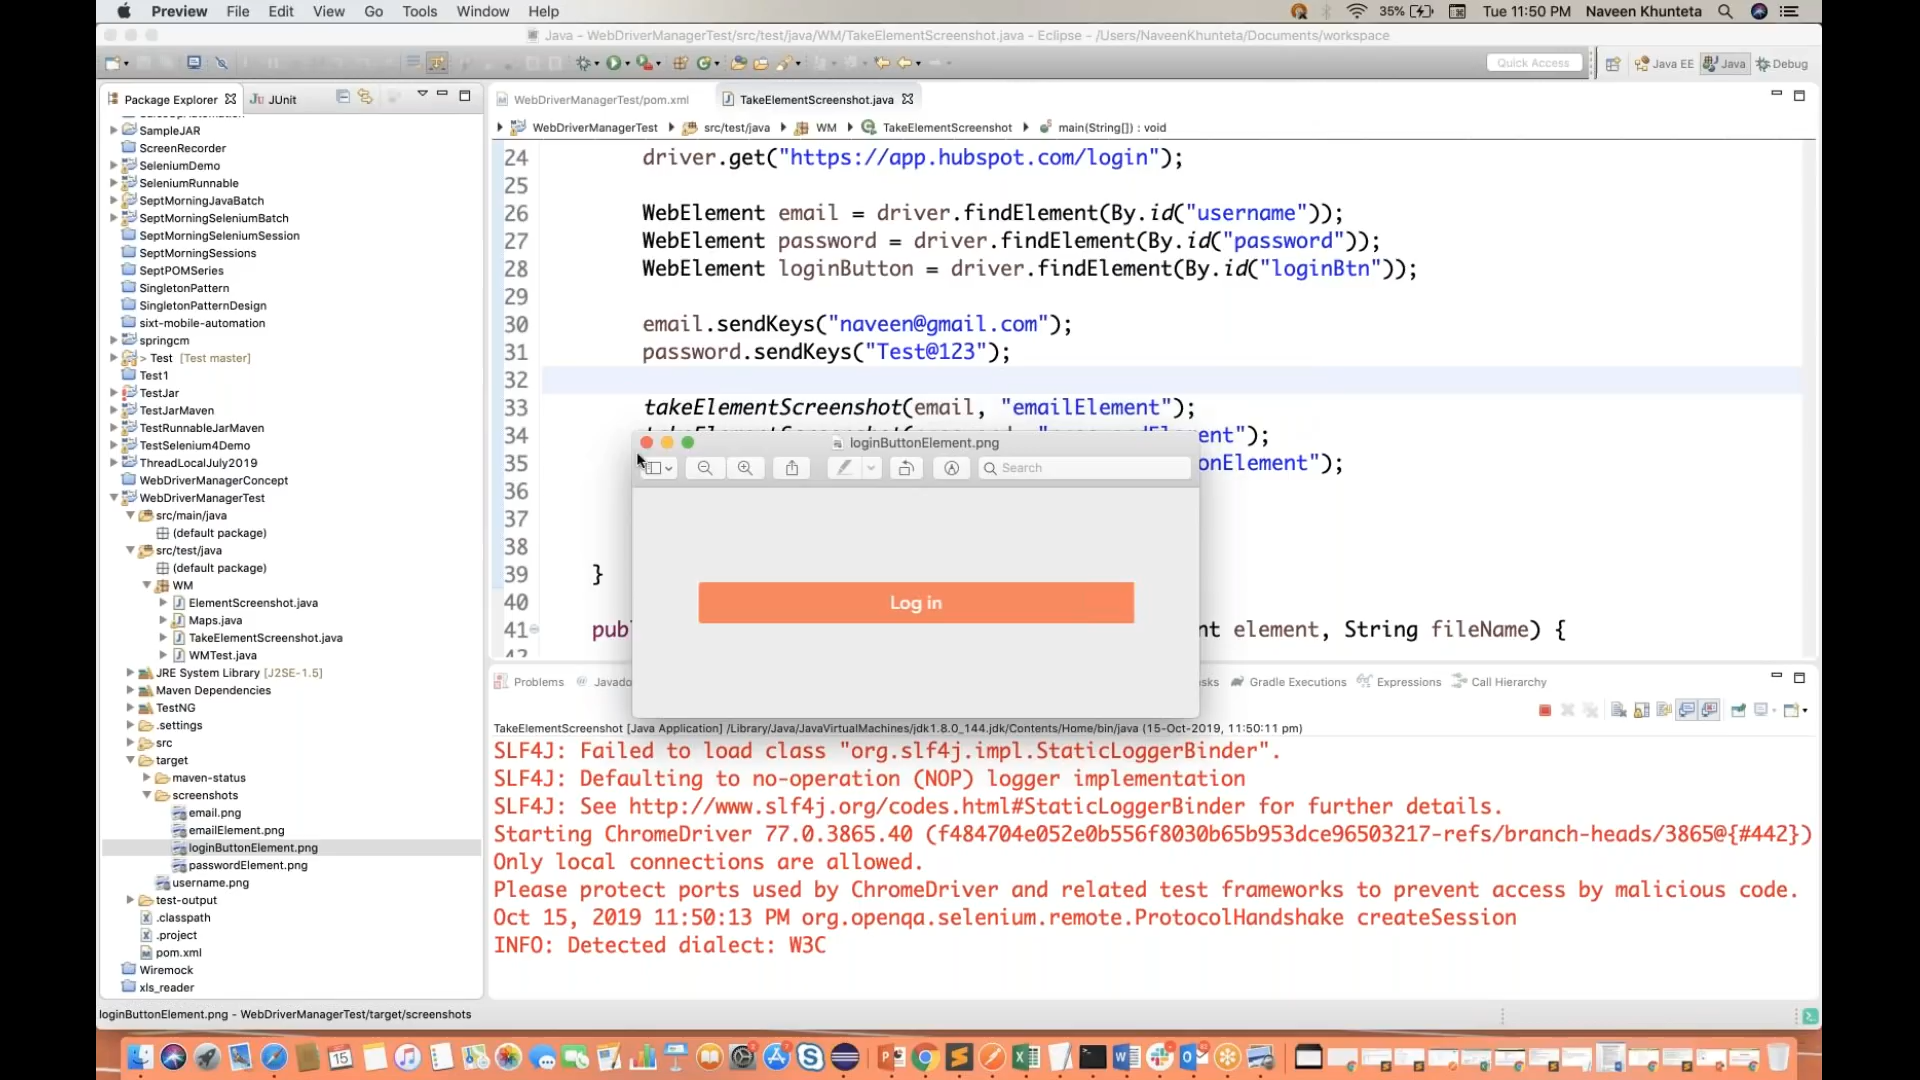 Preview File Edit View Go Tools Window Help 35% Tue 11:50 PM Naveen Khunteta
Java - WebDriverManagerTest/src/test/java/WM/TakeElementScreenshot.java - Eclipse - /Users/NaveenKhunteta/Documents/workspace
Quick Access Java EE Java Debug
Package Explorer JUnit
WebDriverManagerTest/pom.xml TakeElementScreenshot.java
WebDriverManagerTest src/test/java WM TakeElementScreenshot main(String[]) : void
SampleJAR
ScreenRecorder
SeleniumDemo
SeleniumRunnable
SeptMorningJavaBatch
SeptMorningSeleniumBatch
SeptMorningSeleniumSession
SeptMorningSessions
SeptPOMSeries
SingletonPattern
SingletonPatternDesign
sixt-mobile-automation
springcm
> Test [Test master]
Test1
TestJar
TestJarMaven
TestRunnableJarMaven
TestSelenium4Demo
ThreadLocalJuly2019
WebDriverManagerConcept
WebDriverManagerTest
src/main/java
(default package)
src/test/java
(default package)
WM
ElementScreenshot.java
Maps.java
TakeElementScreenshot.java
WMTest.java
JRE System Library [J2SE-1.5]
Maven Dependencies
TestNG
.settings
src
target
maven-status
screenshots
email.png
emailElement.png
loginButtonElement.png
passwordElement.png
username.png
test-output
.classpath
.project
pom.xml
Wiremock
xls_reader
24 driver.get("https://app.hubspot.com/login");
25
26 WebElement email = driver.findElement(By.id("username"));
27 WebElement password = driver.findElement(By.id("password"));
28 WebElement loginButton = driver.findElement(By.id("loginBtn"));
29
30 email.sendKeys("naveen@gmail.com");
31 password.sendKeys("Test@123");
32
33 takeElementScreenshot(email, "emailElement");
34 ent");
35 onElement");
36
37
38
39 }
40
41 publ nt element, String fileName) {
42
loginButtonElement.png
Search
Log in
Problems Javado sks Gradle Executions Expressions Call Hierarchy
TakeElementScreenshot [Java Application] /Library/Java/JavaVirtualMachines/jdk1.8.0_144.jdk/Contents/Home/bin/java (15-Oct-2019, 11:50:11 pm)
SLF4J: Failed to load class "org.slf4j.impl.StaticLoggerBinder".
SLF4J: Defaulting to no-operation (NOP) logger implementation
SLF4J: See http://www.slf4j.org/codes.html#StaticLoggerBinder for further details.
Starting ChromeDriver 77.0.3865.40 (f484704e052e0b556f8030b65b953dce96503217-refs/branch-heads/3865@{#442})
Only local connections are allowed.
Please protect ports used by ChromeDriver and related test frameworks to prevent access by malicious code.
Oct 15, 2019 11:50:13 PM org.openqa.selenium.remote.ProtocolHandshake createSession
INFO: Detected dialect: W3C
loginButtonElement.png - WebDriverManagerTest/target/screenshots